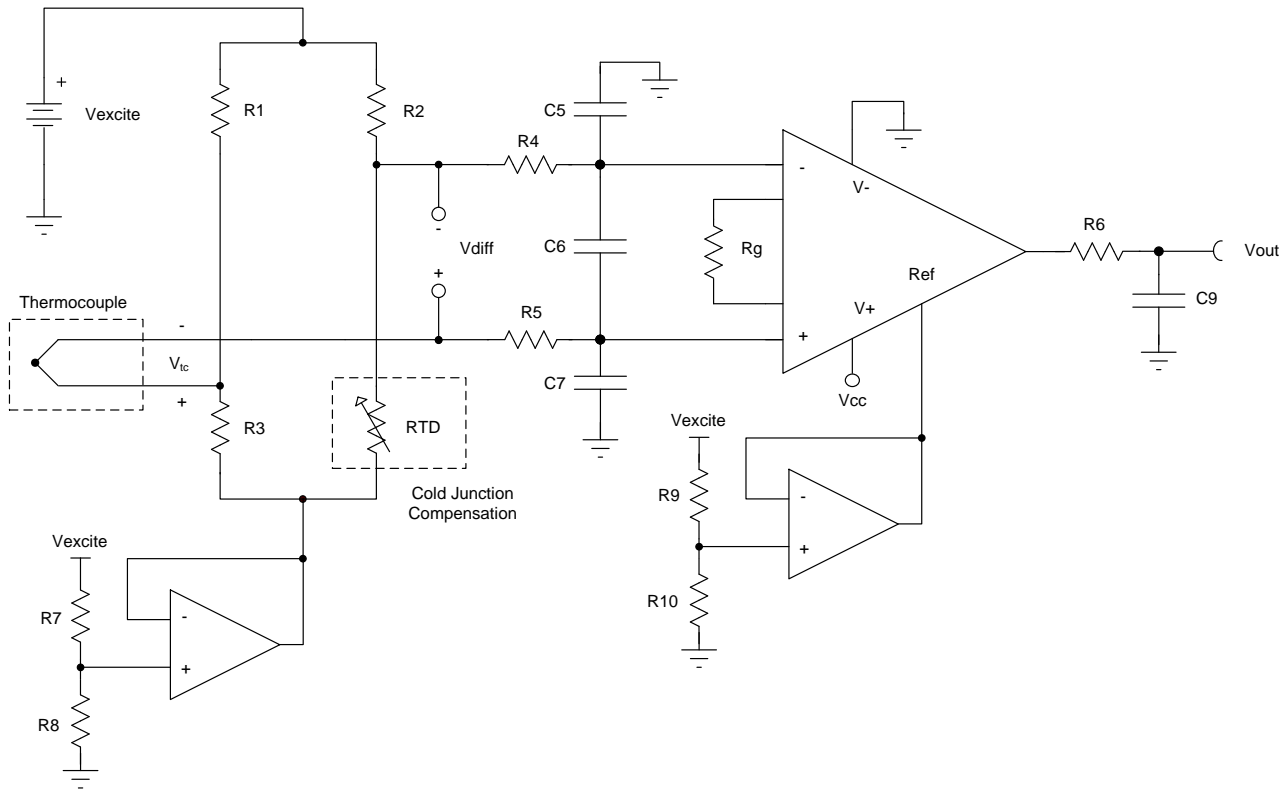 +
Vexcite
R1
R2
C5
R4
-
V-
-
Vdiff
+
C6
Rg
Ref
R6
Vout
C9
Thermocouple
-
Vtc
+
R5
V+
+
C7
Vcc
R3
RTD
Cold Junction
Compensation
Vexcite
R9
-
+
R10
Vexcite
R7
-
+
R8